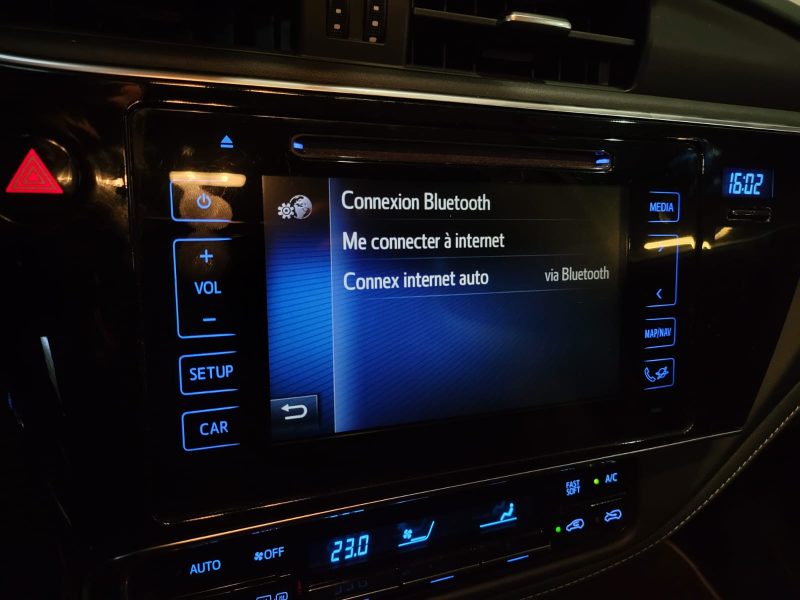 16:02
Connexion Bluetooth
Me connecter à internet
Connex internet auto via Bluetooth
MEDIA
+
VOL
−
SETUP
CAR
MAP/NAV
FAST
SOFT
A/C
AUTO
OFF
23.0